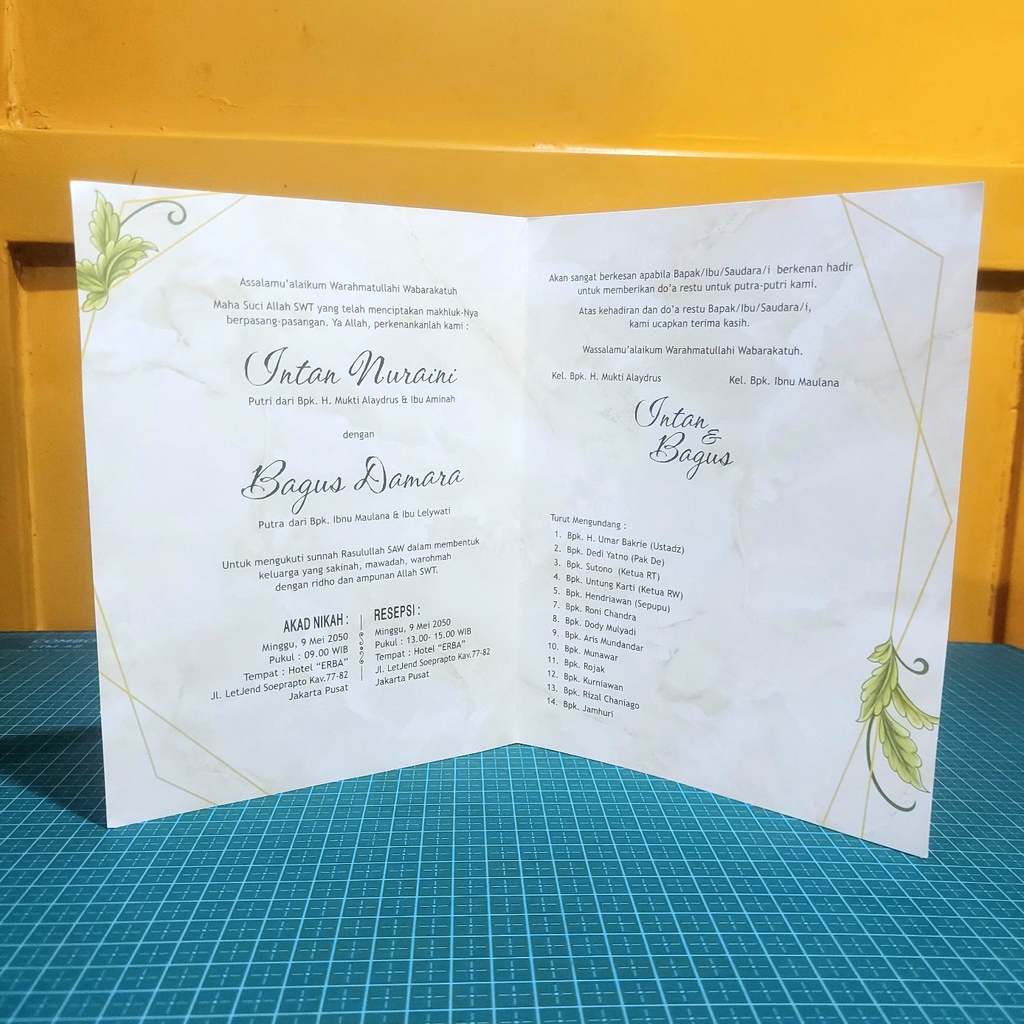 Assalamu'alaikum Warahmatullahi Wabarakatuh
Maha Suci Allah SWT yang telah menciptakan makhluk-Nya
berpasang-pasangan. Ya Allah, perkenankanlah kami :
Intan Nuraini
Putri dari Bpk. H. Mukti Alaydrus & Ibu Aminah
dengan
Bagus Damara
Putra dari Bpk. Ibnu Maulana & Ibu Lelywati
Untuk mengukuti sunnah Rasulullah SAW dalam membentuk
keluarga yang sakinah, mawadah, warohmah
dengan ridho dan ampunan Allah SWT.
AKAD NIKAH :
Minggu, 9 Mei 2050
Pukul : 09.00 WIB
Tempat : Hotel “ERBA”
Jl. LetJend Soeprapto Kav.77-82
Jakarta Pusat
RESEPSI :
Minggu, 9 Mei 2050
Pukul : 13.00- 15.00 WIB
Tempat : Hotel “ERBA”
Jl. LetJend Soeprapto Kav.77-82
Jakarta Pusat
Akan sangat berkesan apabila Bapak/Ibu/Saudara/i berkenan hadir
untuk memberikan do'a restu untuk putra-putri kami.
Atas kehadiran dan do'a restu Bapak/Ibu/Saudara/i,
kami ucapkan terima kasih.
Wassalamu'alaikum Warahmatullahi Wabarakatuh.
Kel. Bpk. H. Mukti Alaydrus
Kel. Bpk. Ibnu Maulana
Intan
&
Bagus
Turut Mengundang :
1. Bpk. H. Umar Bakrie (Ustadz)
2. Bpk. Dedi Yatno (Pak De)
3. Bpk. Sutono (Ketua RT)
4. Bpk. Untung Karti (Ketua RW)
5. Bpk. Hendriawan (Sepupu)
7. Bpk. Roni Chandra
8. Bpk. Dody Mulyadi
9. Bpk. Aris Mundandar
10. Bpk. Munawar
11. Bpk. Rojak
12. Bpk. Kurniawan
13. Bpk. Rizal Chaniago
14. Bpk. Jamhuri